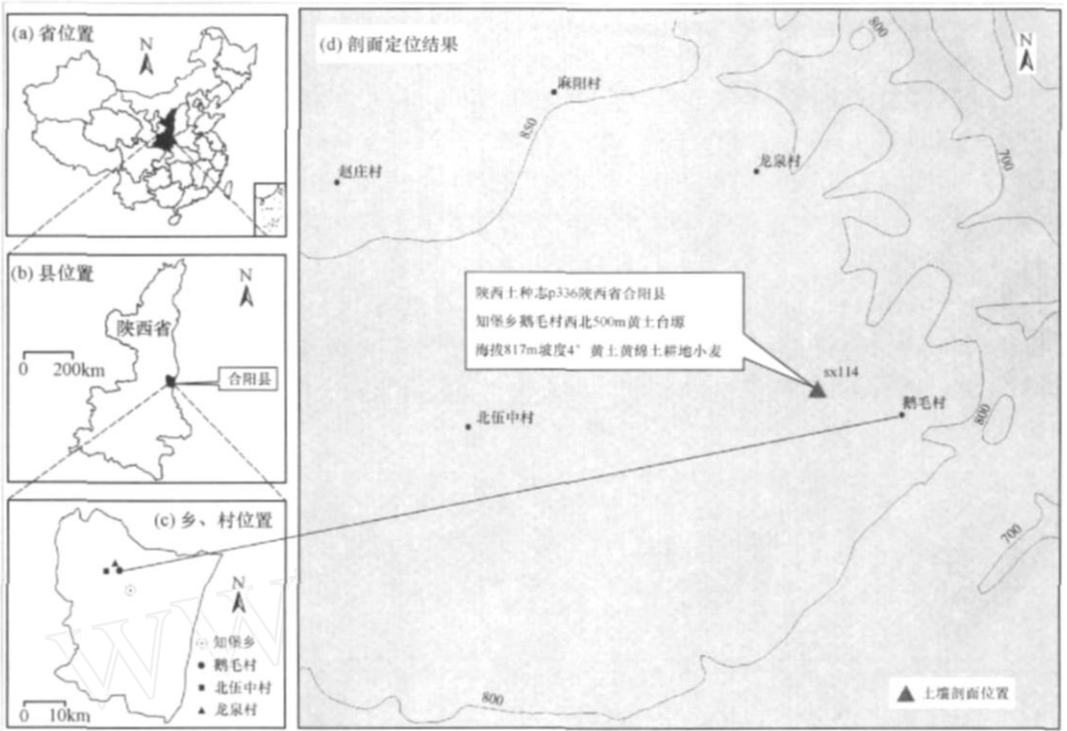 (a) 省位置
N
(b) 县位置
N
陕西省
0 200km
合阳县
(c) 乡、村位置
N
知堡乡
鹅毛村
北伍中村
龙泉村
0 10km
(d) 剖面定位结果
N
800
麻阳村
850
700
龙泉村
赵庄村
陕西土种志p336陕西省合阳县
知堡乡鹅毛村西北500m黄土台塬
海拔817m坡度4° 黄土黄绵土耕地小麦
sx114
鹅毛村
800
北伍中村
700
800
土壤剖面位置
WW